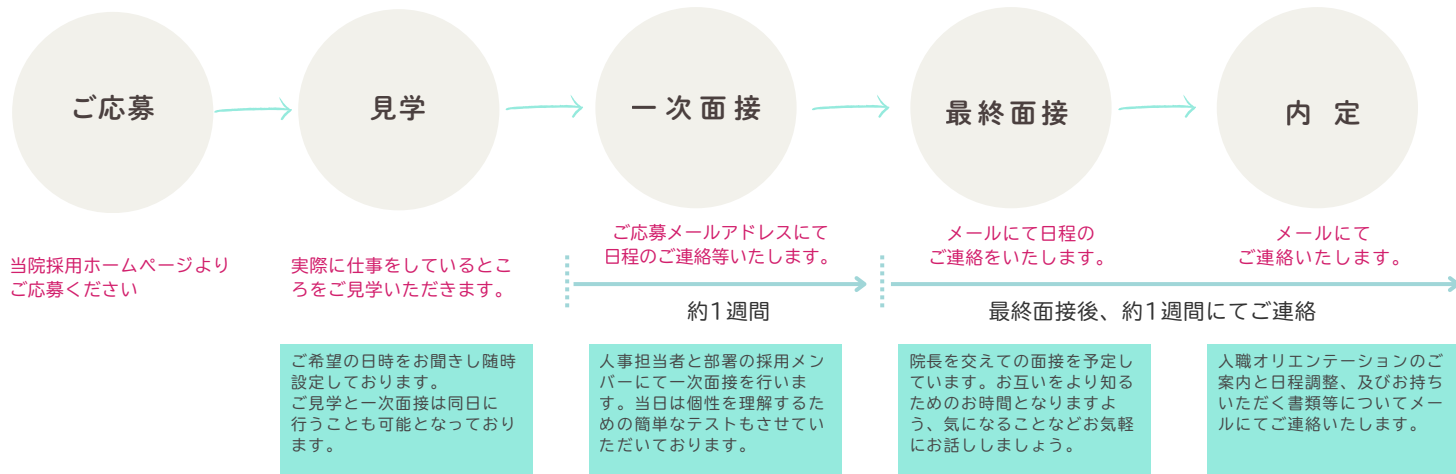 ご応募
見学
一次面接
最終面接
内 定
当院採用ホームページより
ご応募ください
実際に仕事をしているとこ
ろをご見学いただきます。
ご応募メールアドレスにて
日程のご連絡等いたします。
メールにて日程の
ご連絡をいたします。
メールにて
ご連絡いたします。
約1週間
最終面接後、約1週間にてご連絡
ご希望の日時をお聞きし随時
設定しております。
ご見学と一次面接は同日に
行うことも可能となっており
ます。
人事担当者と部署の採用メン
バーにて一次面接を行いま
す。当日は個性を理解するた
めの簡単なテストもさせてい
ただいております。
院長を交えての面接を予定し
ています。お互いをより知る
ためのお時間となりますよ
う、気になることなどお気軽
にお話ししましょう。
入職オリエンテーションのご
案内と日程調整、及びお持ち
いただく書類等についてメー
ルにてご連絡いたします。